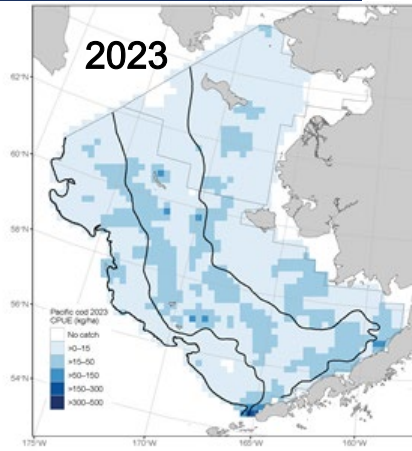 2023
62°N
60°N
58°N
56°N
54°N
Pacific cod 2023
CPUE (kg/ha)
No catch
>0–15
>15–50
>50–150
>150–300
>300–500
175°W
170°W
165°W
160°W